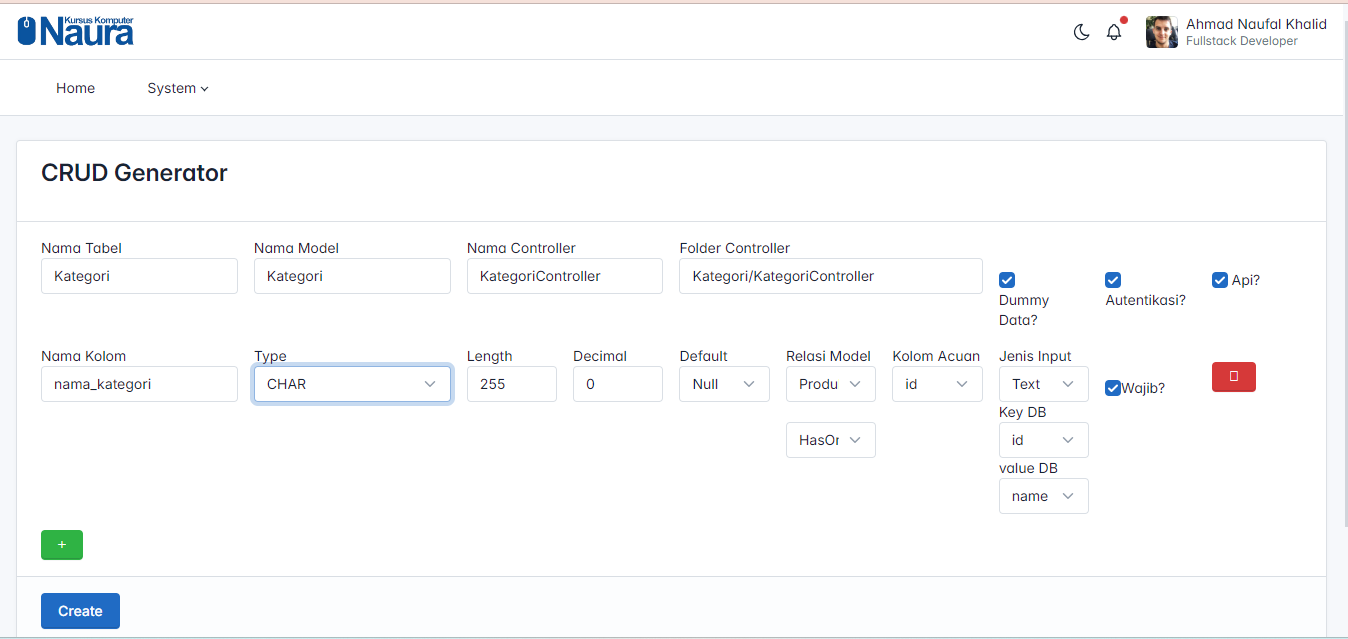 Kursus Komputer
Naura
Ahmad Naufal Khalid
Fullstack Developer
Home System
CRUD Generator
Nama Tabel Nama Model Nama Controller Folder Controller
Kategori Kategori KategoriController Kategori/KategoriController
Dummy Data? Autentikasi? Api?
Nama Kolom Type Length Decimal Default Relasi Model Kolom Acuan Jenis Input
nama_kategori CHAR 255 0 Null Produ id Text Wajib?
Key DB
HasOr id
value DB
name
+
Create